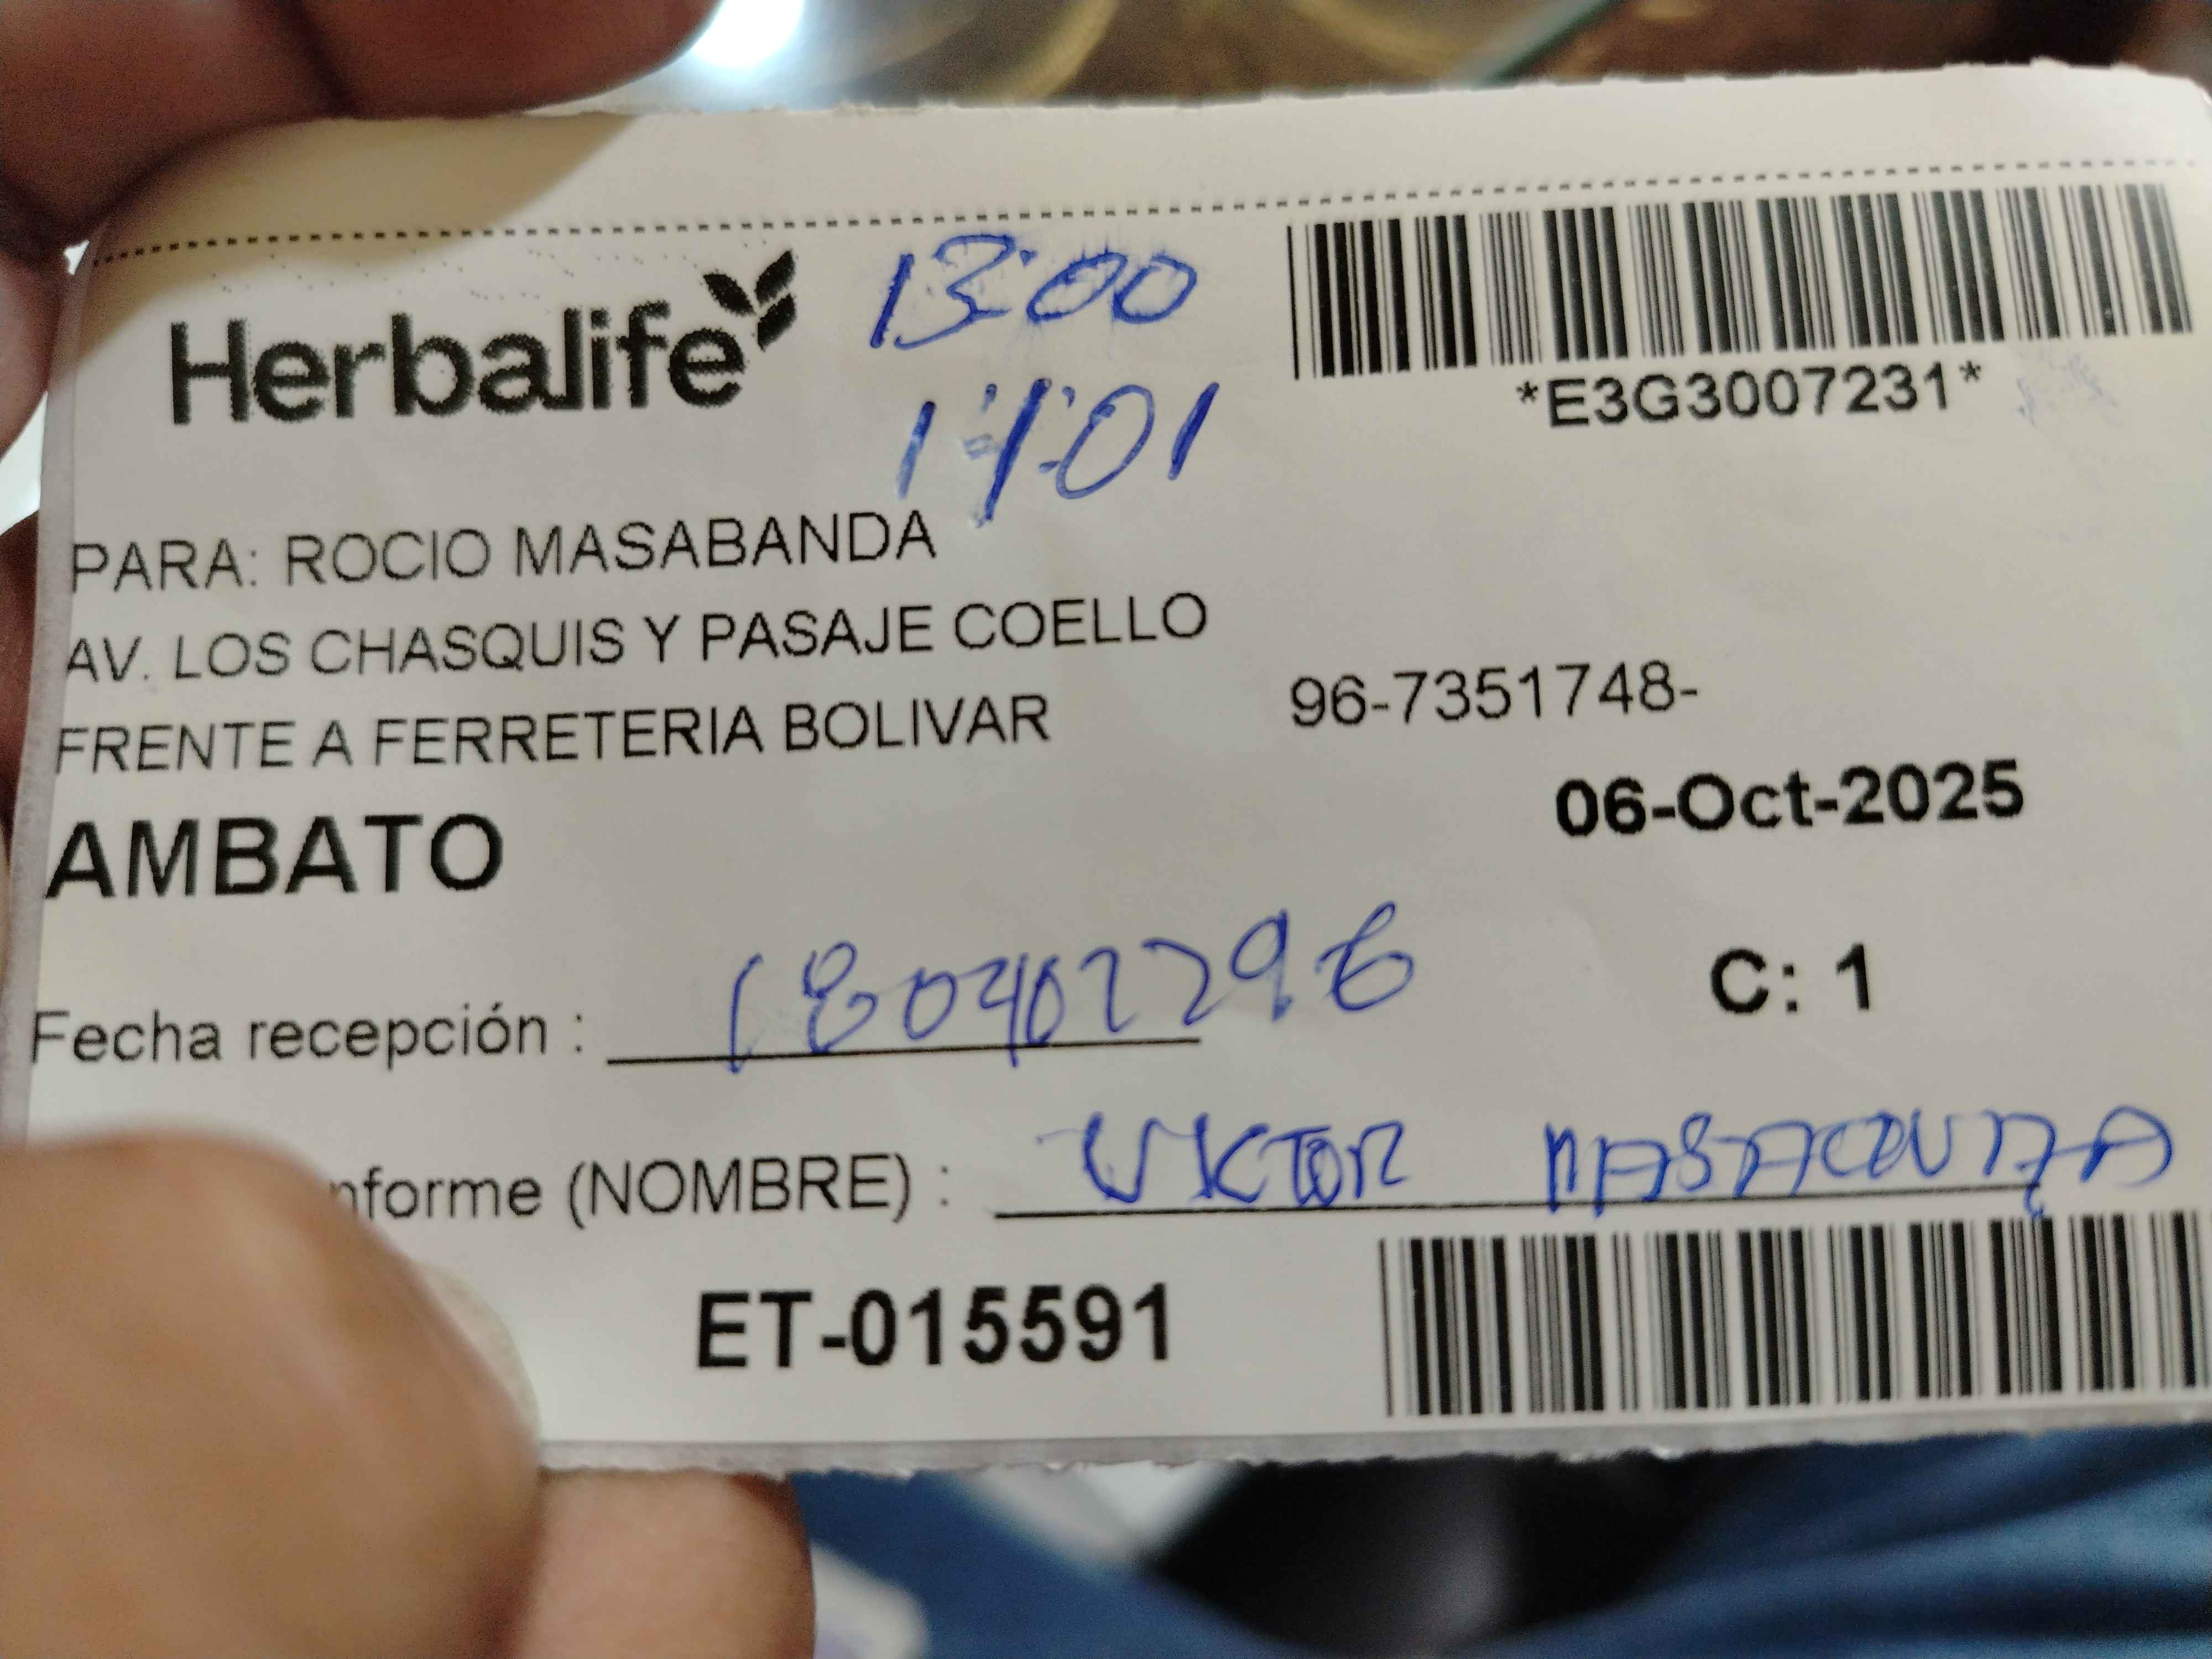 Herbalife
13:00
14:01
*E3G3007231*
PARA: ROCIO MASABANDA
AV. LOS CHASQUIS Y PASAJE COELLO
FRENTE A FERRETERIA BOLIVAR
96-7351748-
AMBATO
06-Oct-2025
C: 1
Fecha recepción :
nforme (NOMBRE) : VICTOR
ET-015591